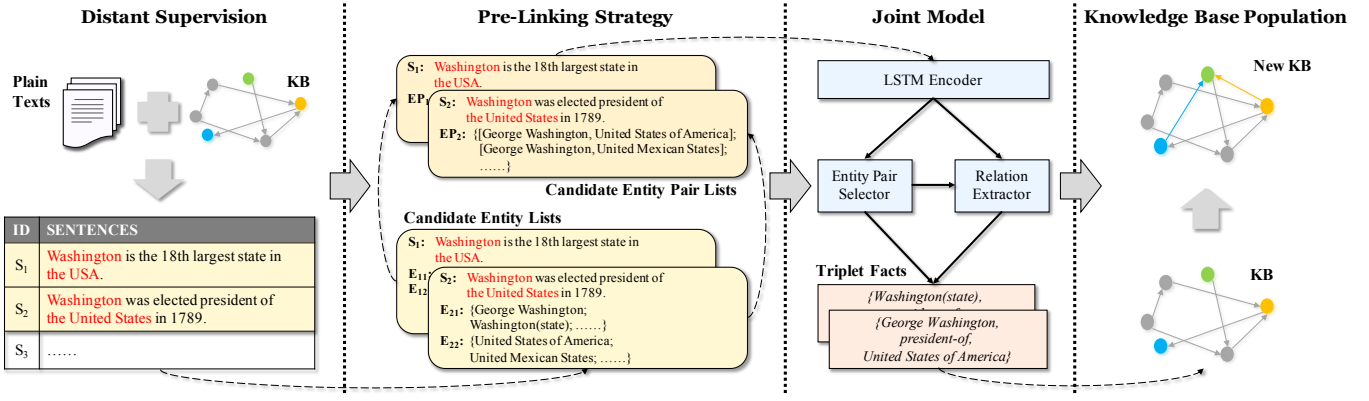 Distant Supervision
Plain
Texts
KB
ID SENTENCES
S1 Washington is the 18th largest state in
the USA.
S2 Washington was elected president of
the United States in 1789.
S3 ……
Pre-Linking Strategy
S1: Washington is the 18th largest state in
the USA.
EP1
S2: Washington was elected president of
the United States in 1789.
EP2: {[George Washington, United States of America];
[George Washington, United Mexican States];
……}
Candidate Entity Pair Lists
Candidate Entity Lists
S1: Washington is the 18th largest state in
the USA.
E11:
E12
S2: Washington was elected president of
the United States in 1789.
E21: {George Washington;
Washington(state); ……}
E22: {United States of America;
United Mexican States; ……}
Joint Model
LSTM Encoder
Entity Pair
Selector
Relation
Extractor
Triplet Facts
{Washington(state),
{George Washington,
president-of,
United States of America}
Knowledge Base Population
New KB
KB